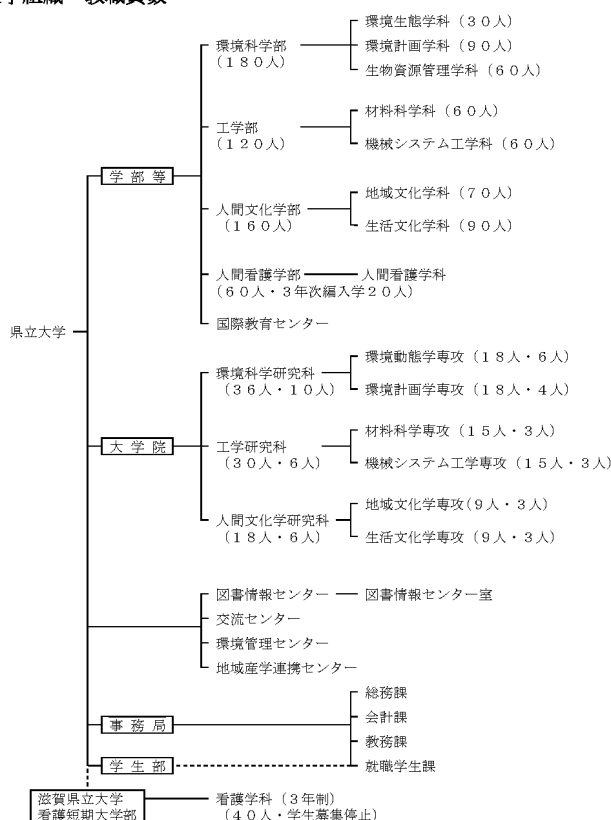 環境生態学科（３０人）
環境科学部
（１８０人）
環境計画学科（９０人）
生物資源管理学科（６０人）
材料科学科（６０人）
工学部
（１２０人）
機械システム工学科（６０人）
学 部 等
地域文化学科（７０人）
人間文化学部
（１６０人）
生活文化学科（９０人）
人間看護学部
人間看護学科
（６０人・３年次編入学２０人）
国際教育センター
県立大学
環境動態学専攻（１８人・６人）
環境科学研究科
（３６人・１０人）
環境計画学専攻（１８人・４人）
材料科学専攻（１５人・３人）
大 学 院
工学研究科
（３０人・６人）
機械システム工学専攻（１５人・３人）
地域文化学専攻（９人・３人）
人間文化学研究科
（１８人・６人）
生活文化学専攻（９人・３人）
図書情報センター
図書情報センター室
交流センター
環境管理センター
地域産学連携センター
総務課
事 務 局
会計課
教務課
学 生 部
就職学生課
滋賀県立大学
看護短期大学部
看護学科（３年制）
（４０人・学生募集停止）